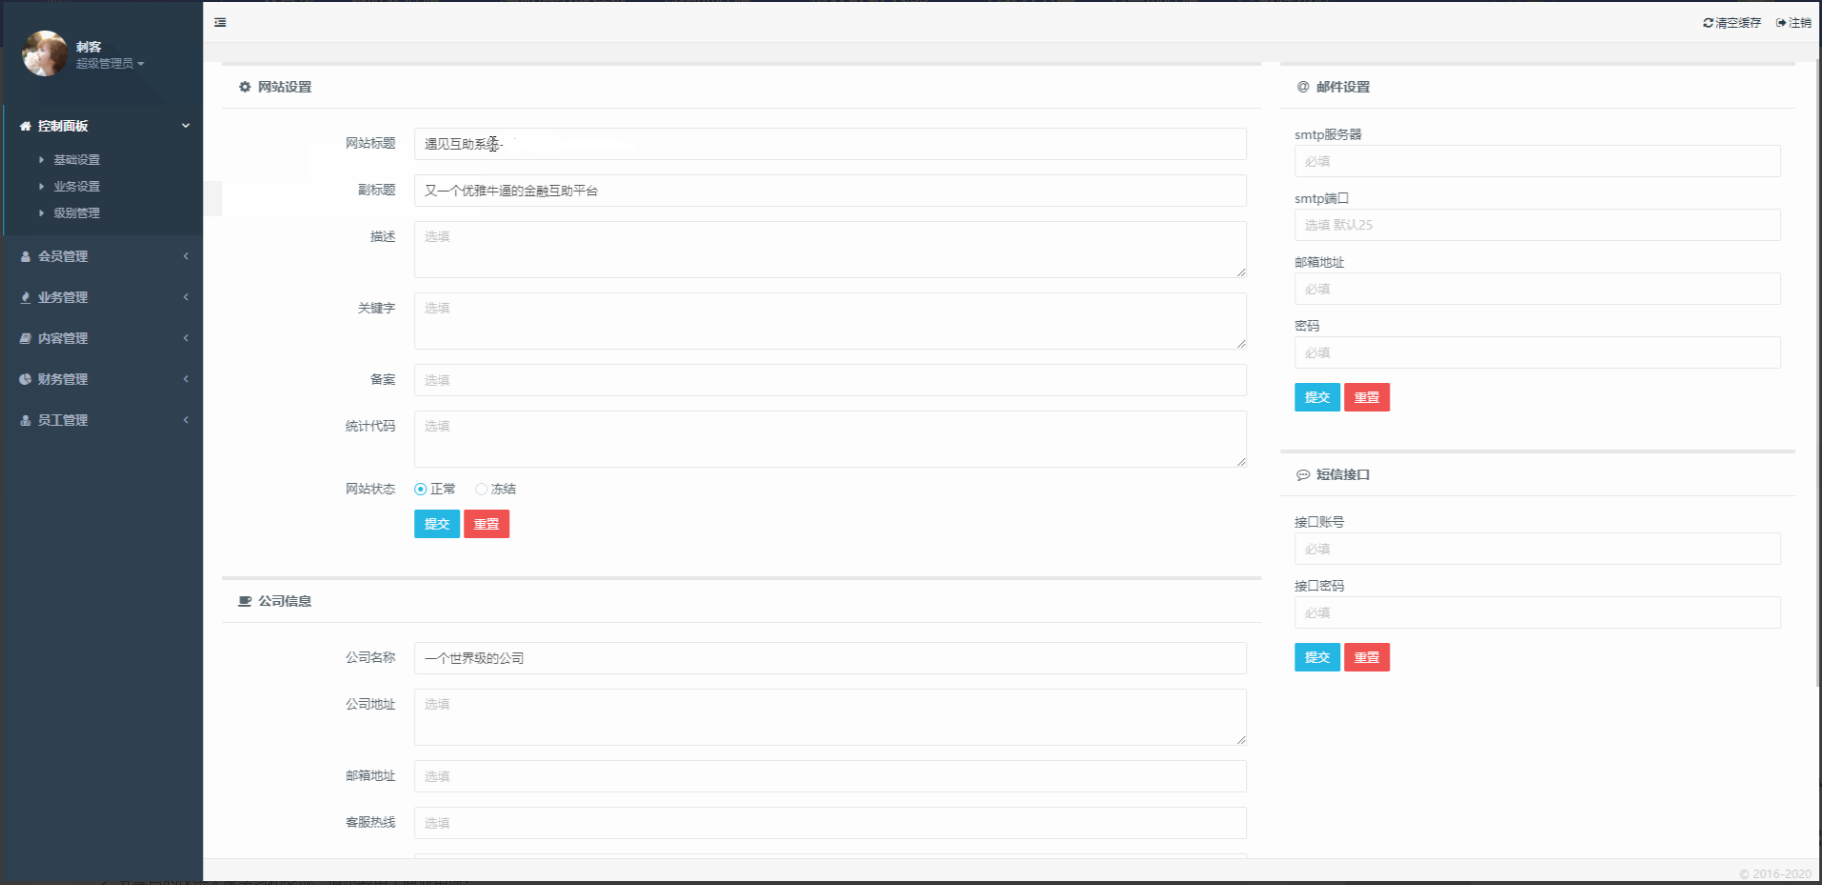 刺客
超级管理员
控制面板
基础设置
业务设置
级别管理
会员管理
业务管理
内容管理
财务管理
员工管理
清空缓存 注销
网站设置
网站标题 遇见互助系统-
副标题 又一个优雅牛逼的金融互助平台
描述 选填
关键字 选填
备案 选填
统计代码 选填
网站状态 正常 冻结
提交 重置
公司信息
公司名称 一个世界级的公司
公司地址 选填
邮箱地址 选填
客服热线 选填
@ 邮件设置
smtp服务器
必填
smtp端口
选填 默认25
邮箱地址
必填
密码
必填
提交 重置
短信接口
接口账号
必填
接口密码
必填
提交 重置
© 2016-2020